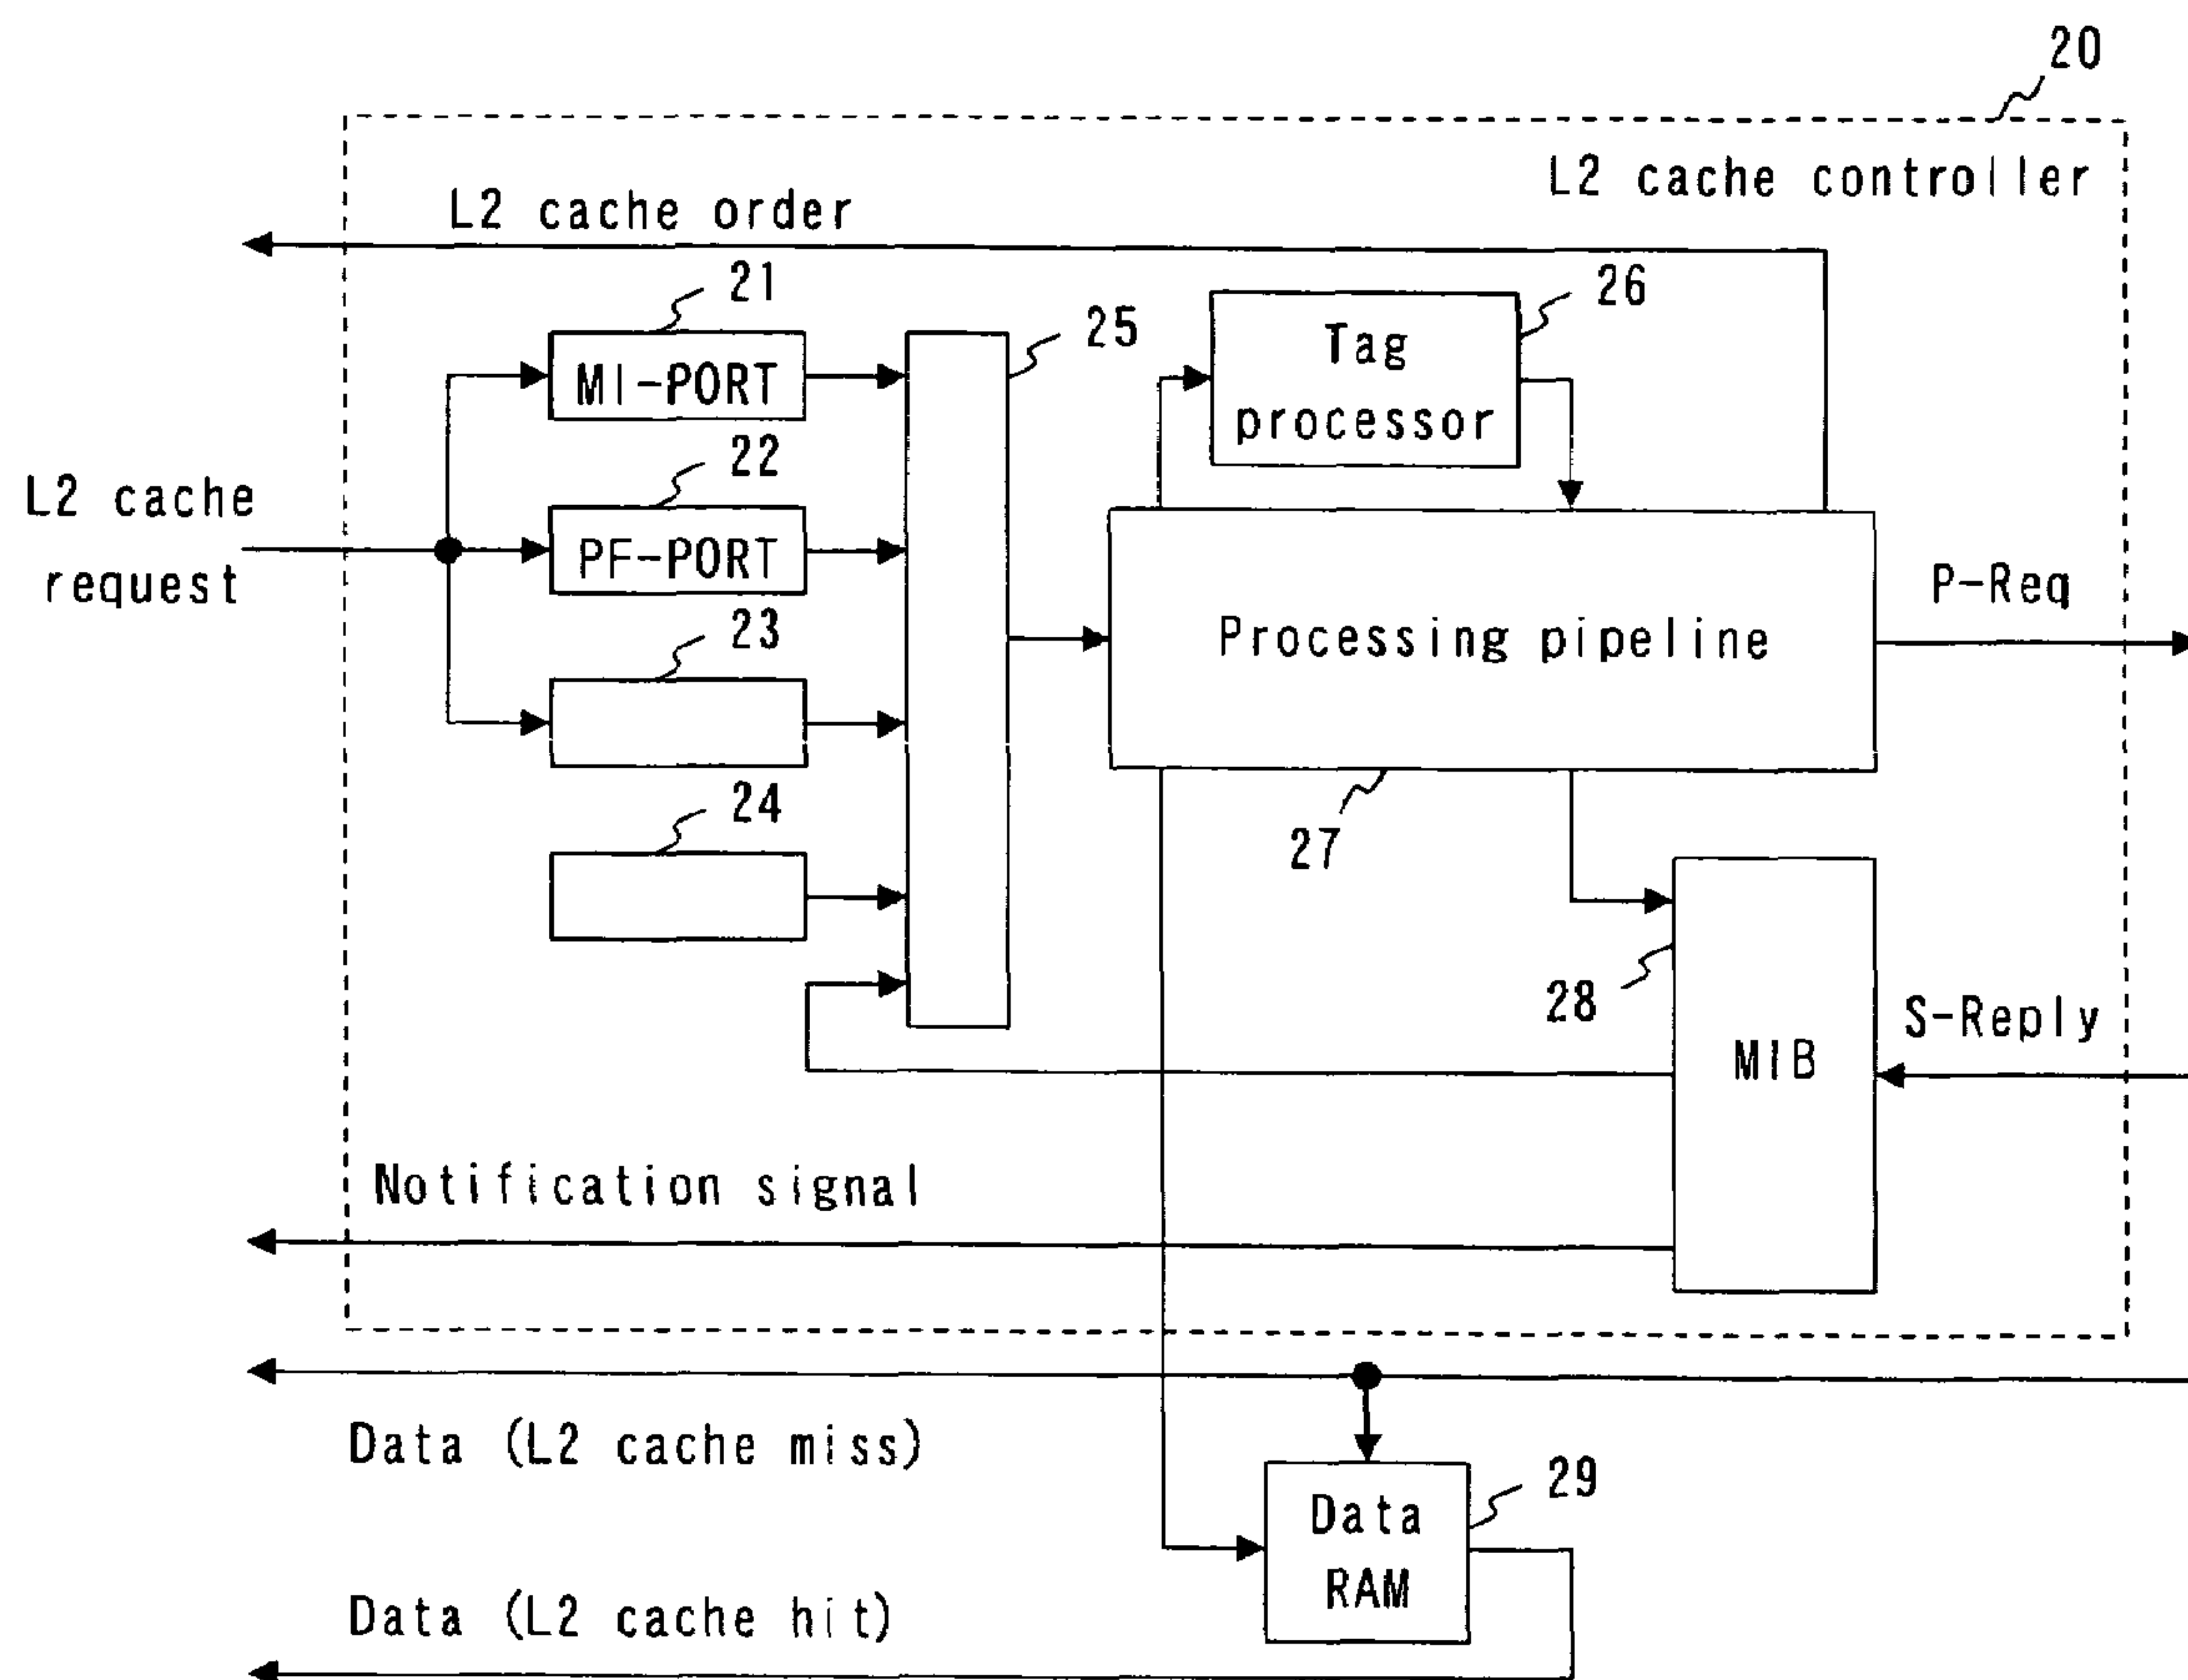 20
L2 cache controller
L2 cache order
21
MI-PORT
25
Tag
processor
26
22
PF-PORT
L2 cache
request
23
Processing pipeline
P-Req
24
27
28
MIB
S-Reply
Notification signal
Data (L2 cache miss)
29
Data
RAM
Data (L2 cache hit)